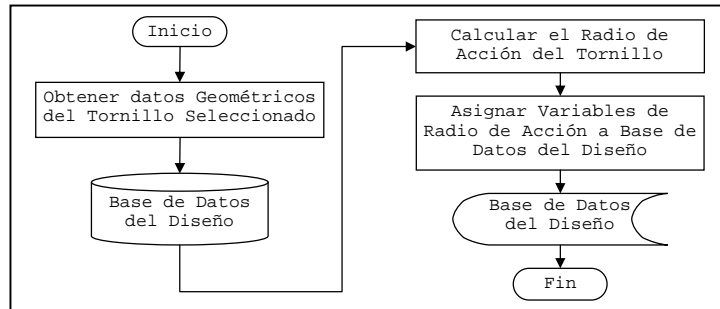 Inicio
Obtener datos Geométricos
del Tornillo Seleccionado
Base de Datos
del Diseño
Calcular el Radio de
Acción del Tornillo
Asignar Variables de
Radio de Acción a Base de
Datos del Diseño
Base de Datos
del Diseño
Fin